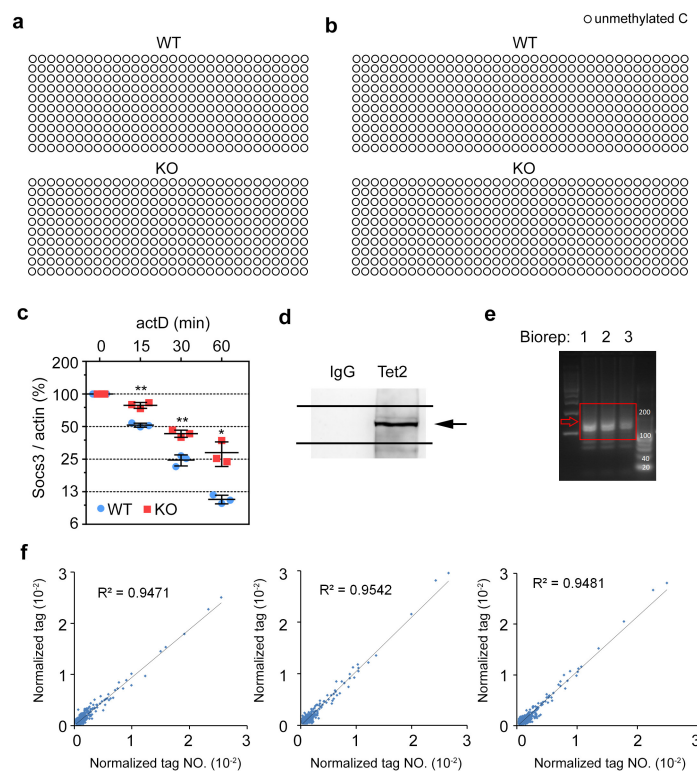 a
b
unmethylated C
WT
WT
KO
KO
c
actD (min)
0 15 30 60
Socs3 / actin (%)
200
100
50
25
13
6
**
**
*
WT KO
d
IgG Tet2
e
Biorep: 1 2 3
200
100
40
20
f
Normalized tag (10⁻²)
3
2
1
0
R² = 0.9471
0 1 2 3
Normalized tag NO. (10⁻²)
Normalized tag (10⁻²)
3
2
1
0
R² = 0.9542
0 1 2 3
Normalized tag NO. (10⁻²)
Normalized tag (10⁻²)
3
2
1
0
R² = 0.9481
0 1 2 3
Normalized tag NO. (10⁻²)